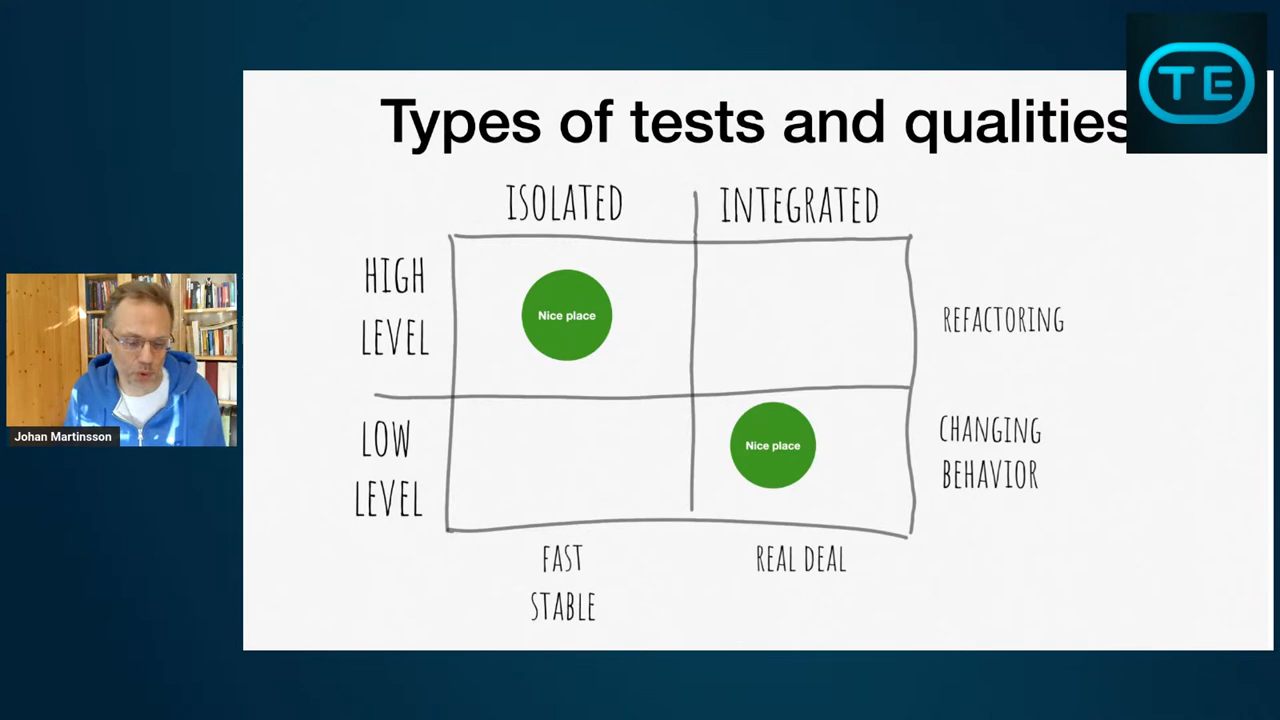 TE
Types of tests and qualities
ISOLATED
INTEGRATED
HIGH
LEVEL
Nice place
REFACTORING
LOW
LEVEL
Nice place
CHANGING
BEHAVIOR
FAST
STABLE
REAL DEAL
Johan Martinsson